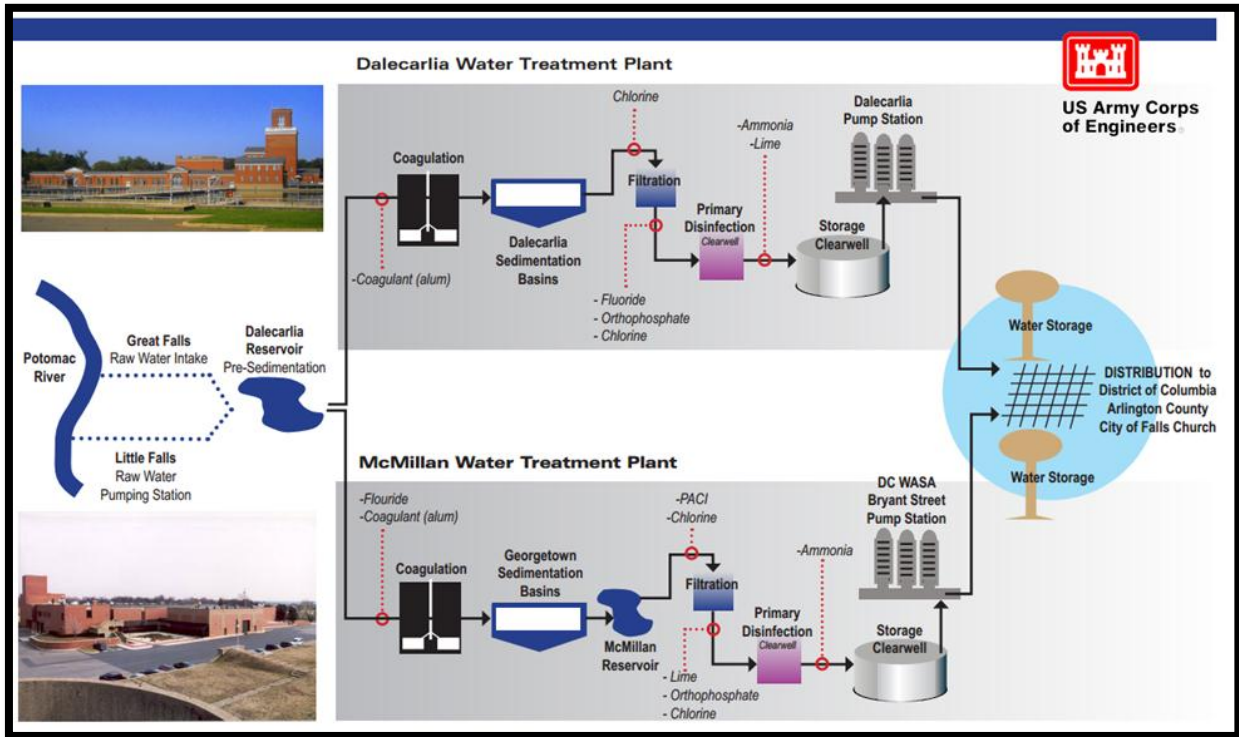 Dalecarlia Water Treatment Plant
US Army Corps
of Engineers®
Chlorine
-Ammonia
-Lime
Dalecarlia
Pump Station
Coagulation
Filtration
Primary
Disinfection
Clearwell
Storage
Clearwell
Dalecarlia
Sedimentation
Basins
-Coagulant (alum)
- Fluoride
- Orthophosphate
- Chlorine
Potomac
River
Great Falls
Raw Water Intake
Dalecarlia
Reservoir
Pre-Sedimentation
Little Falls
Raw Water
Pumping Station
Water Storage
DISTRIBUTION to
District of Columbia
Arlington County
City of Falls Church
Water Storage
McMillan Water Treatment Plant
-Flouride
-Coagulant (alum)
-PACI
-Chlorine
DC WASA
Bryant Street
Pump Station
-Ammonia
Coagulation
Georgetown
Sedimentation
Basins
McMillan
Reservoir
Filtration
Primary
Disinfection
Clearwell
Storage
Clearwell
- Lime
- Orthophosphate
- Chlorine